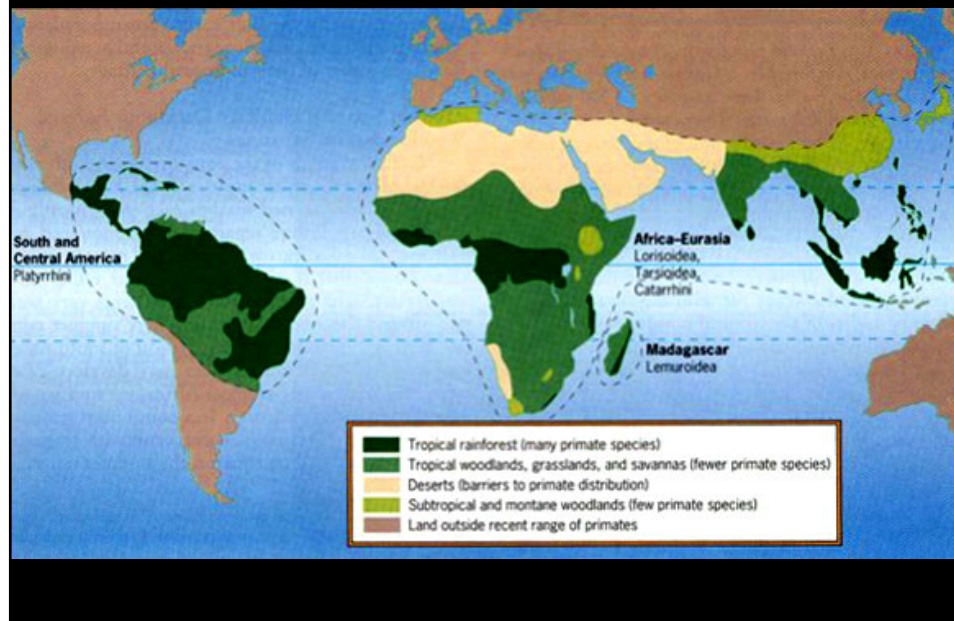 South and
Central America
Platyrrhini
Africa–Eurasia
Lorisoidea,
Tarsioidea,
Catarrhini
Madagascar
Lemuroidea
Tropical rainforest (many primate species)
Tropical woodlands, grasslands, and savannas (fewer primate species)
Deserts (barriers to primate distribution)
Subtropical and montane woodlands (few primate species)
Land outside recent range of primates